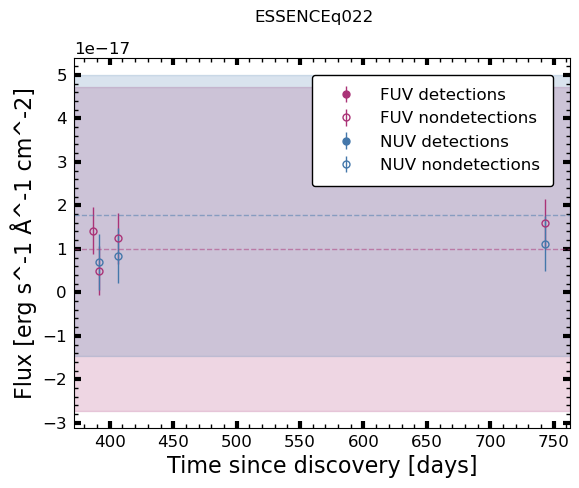 ESSENCEq022
1e−17
Flux [erg s^-1 Å^-1 cm^-2]
5
4
3
2
1
0
−1
−2
−3
FUV detections
FUV nondetections
NUV detections
NUV nondetections
400 450 500 550 600 650 700 750
Time since discovery [days]